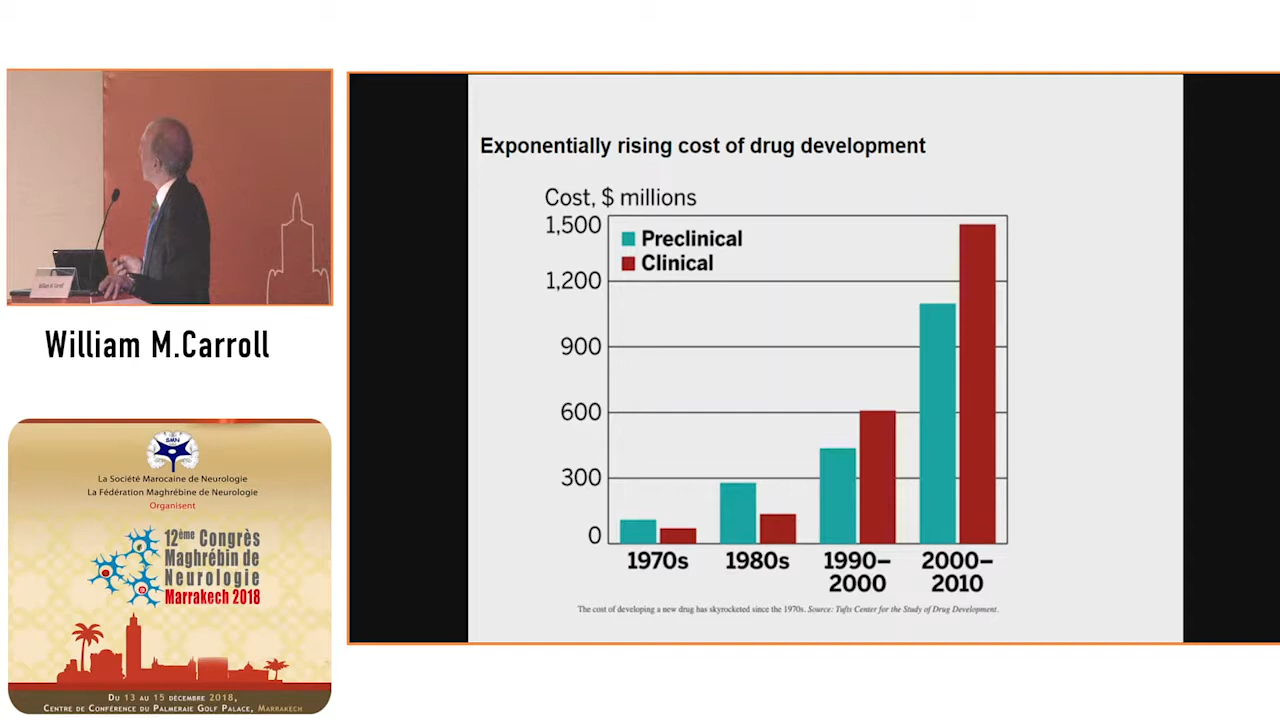 William M. Carroll
William M.Carroll
SMN
La Société Marocaine de Neurologie
La Fédération Maghrébine de Neurologie
Organisent
12ème Congrès
Maghrébin de
Neurologie
Marrakech 2018
Du 13 au 15 décembre 2018,
Centre de Conférence du Palmeraie Golf Palace, Marrakech
Exponentially rising cost of drug development
Cost, $ millions
1,500
1,200
900
600
300
0
Preclinical
Clinical
1970s
1980s
1990–
2000
2000–
2010
The cost of developing a new drug has skyrocketed since the 1970s. Source: Tufts Center for the Study of Drug Development.